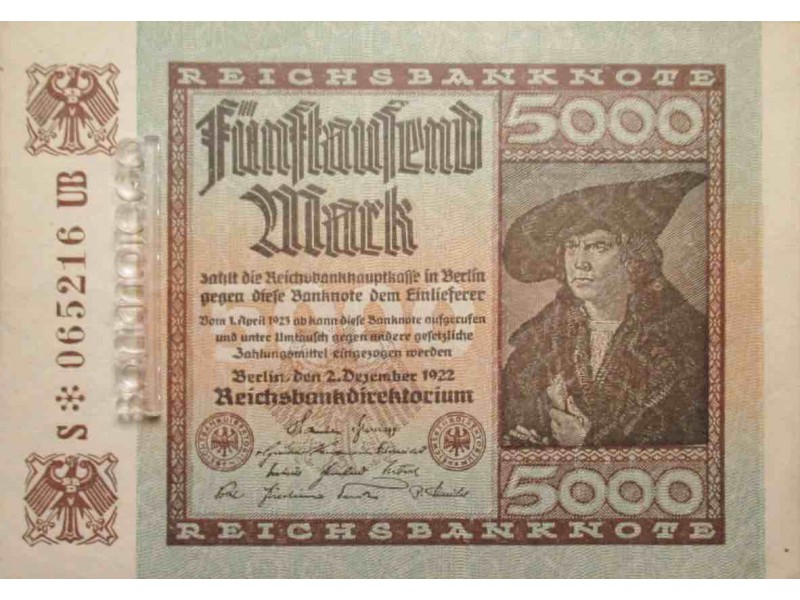 REICHSBANKNOTE
S * 065216 UB
Fünftausend
Mark
5000
zahlt die Reichsbankhauptkasse in Berlin
gegen diese Banknote dem Einlieferer
Vom 1. April 1923 ab kann diese Banknote aufgerufen
und unter Umtausch gegen andere gesetzliche
Zahlungsmittel eingezogen werden
Berlin, den 2. Dezember 1922
Reichsbankdirektorium
5000
REICHSBANKNOTE